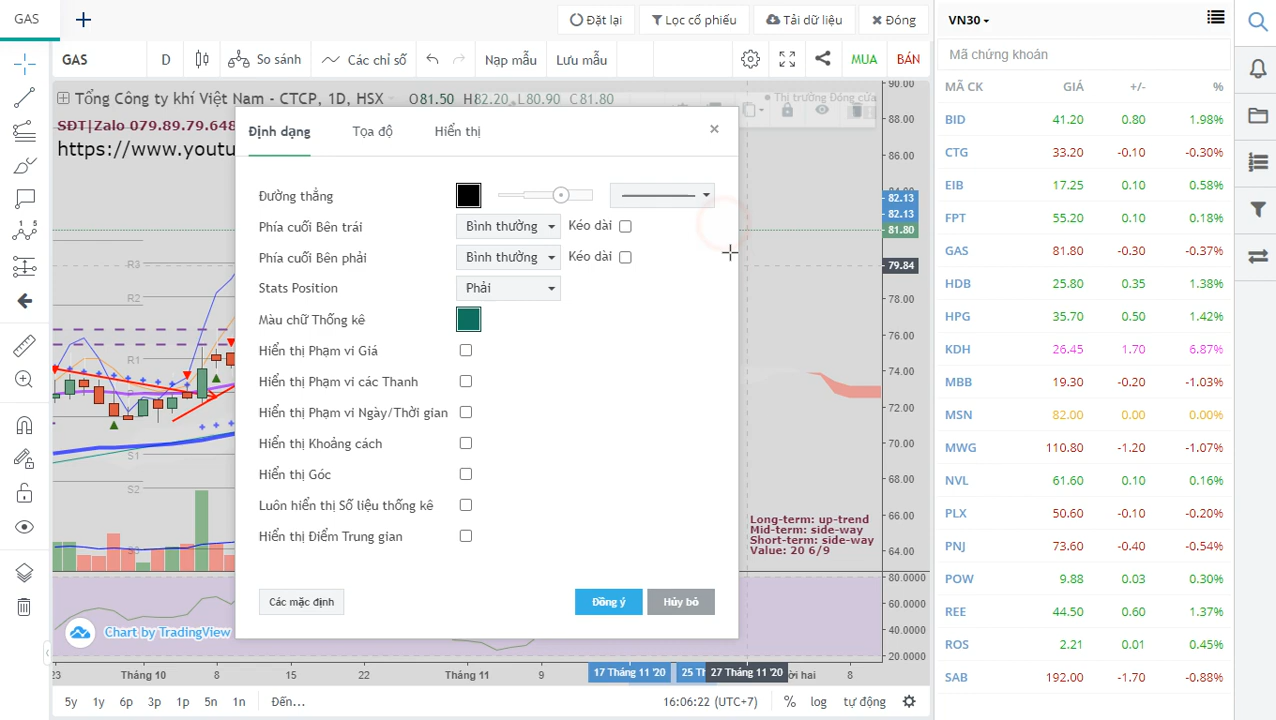 GAS
Đặt lại
Lọc cổ phiếu
Tải dữ liệu
Đóng
GAS
D
So sánh
Các chỉ số
Nạp mẫu
Lưu mẫu
MUA
BÁN
Tổng Công ty khí Việt Nam - CTCP, 1D, HSX
O81.50 H82.20 L80.90 C81.80
Thị trường Đóng cửa
SĐT|Zalo 079.89.79.648
https://www.youtu
Định dạng
Tọa độ
Hiển thị
Đường thẳng
Phía cuối Bên trái
Bình thường
Kéo dài
Phía cuối Bên phải
Bình thường
Kéo dài
Stats Position
Phải
Màu chữ Thống kê
Hiển thị Phạm vi Giá
Hiển thị Phạm vi các Thanh
Hiển thị Phạm vi Ngày/Thời gian
Hiển thị Khoảng cách
Hiển thị Góc
Luôn hiển thị Số liệu thống kê
Hiển thị Điểm Trung gian
Các mặc định
Đồng ý
Hủy bỏ
R3
R2
R1
S1
S2
Long-term: up-trend
Mid-term: side-way
Short-term: side-way
Value: 20 6/9
Chart by TradingView
90.00
88.00
86.00
82.13
82.13
81.80
79.84
78.00
76.00
74.00
72.00
70.00
68.00
66.00
64.00
80.0000
60.0000
40.0000
20.0000
23
Tháng 10
8
15
22
Tháng 11
9
17 Tháng 11 '20
25 Th
27 Tháng 11 '20
hai
8
5y
1y
6p
3p
1p
5n
1n
Đến...
16:06:22 (UTC+7)
%
log
tự động
VN30
Mã chứng khoán
MÃ CK GIÁ +/- %
BID 41.20 0.80 1.98%
CTG 33.20 -0.10 -0.30%
EIB 17.25 0.10 0.58%
FPT 55.20 0.10 0.18%
GAS 81.80 -0.30 -0.37%
HDB 25.80 0.35 1.38%
HPG 35.70 0.50 1.42%
KDH 26.45 1.70 6.87%
MBB 19.30 -0.20 -1.03%
MSN 82.00 0.00 0.00%
MWG 110.80 -1.20 -1.07%
NVL 61.60 0.10 0.16%
PLX 50.60 -0.10 -0.20%
PNJ 73.60 -0.40 -0.54%
POW 9.88 0.03 0.30%
REE 44.50 0.60 1.37%
ROS 2.21 0.01 0.45%
SAB 192.00 -1.70 -0.88%